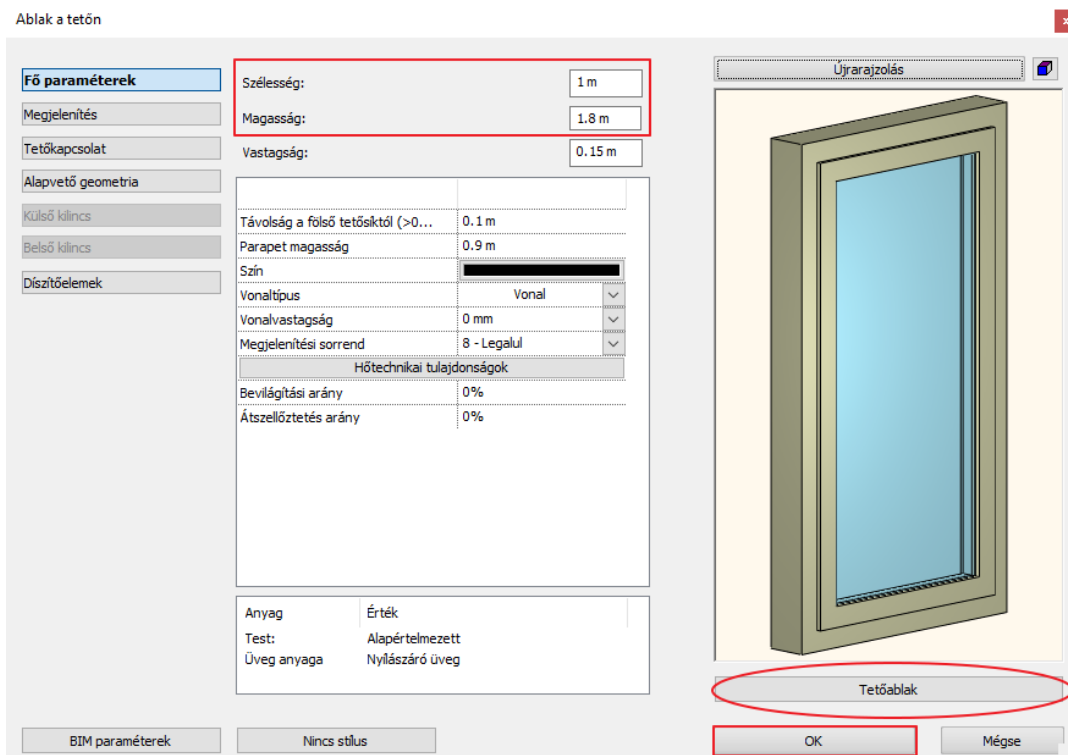 Ablak a tetőn
Fő paraméterek
Megjelenítés
Tetőkapcsolat
Alapvető geometria
Külső kilincs
Belső kilincs
Díszítőelemek
Szélesség: 1 m
Magasság: 1.8 m
Vastagság: 0.15 m
Távolság a fölső tetősíktól (>0... 0.1 m
Parapet magasság 0.9 m
Szín
Vonaltípus Vonal
Vonalvastagság 0 mm
Megjelenítési sorrend 8 - Legalul
Hőtechnikai tulajdonságok
Bevilágítási arány 0%
Átszellőztetés arány 0%
Anyag Érték
Test: Alapértelmezett
Üveg anyaga Nyílászáró üveg
Újrarajzolás
Tetőablak
BIM paraméterek Nincs stílus OK Mégse